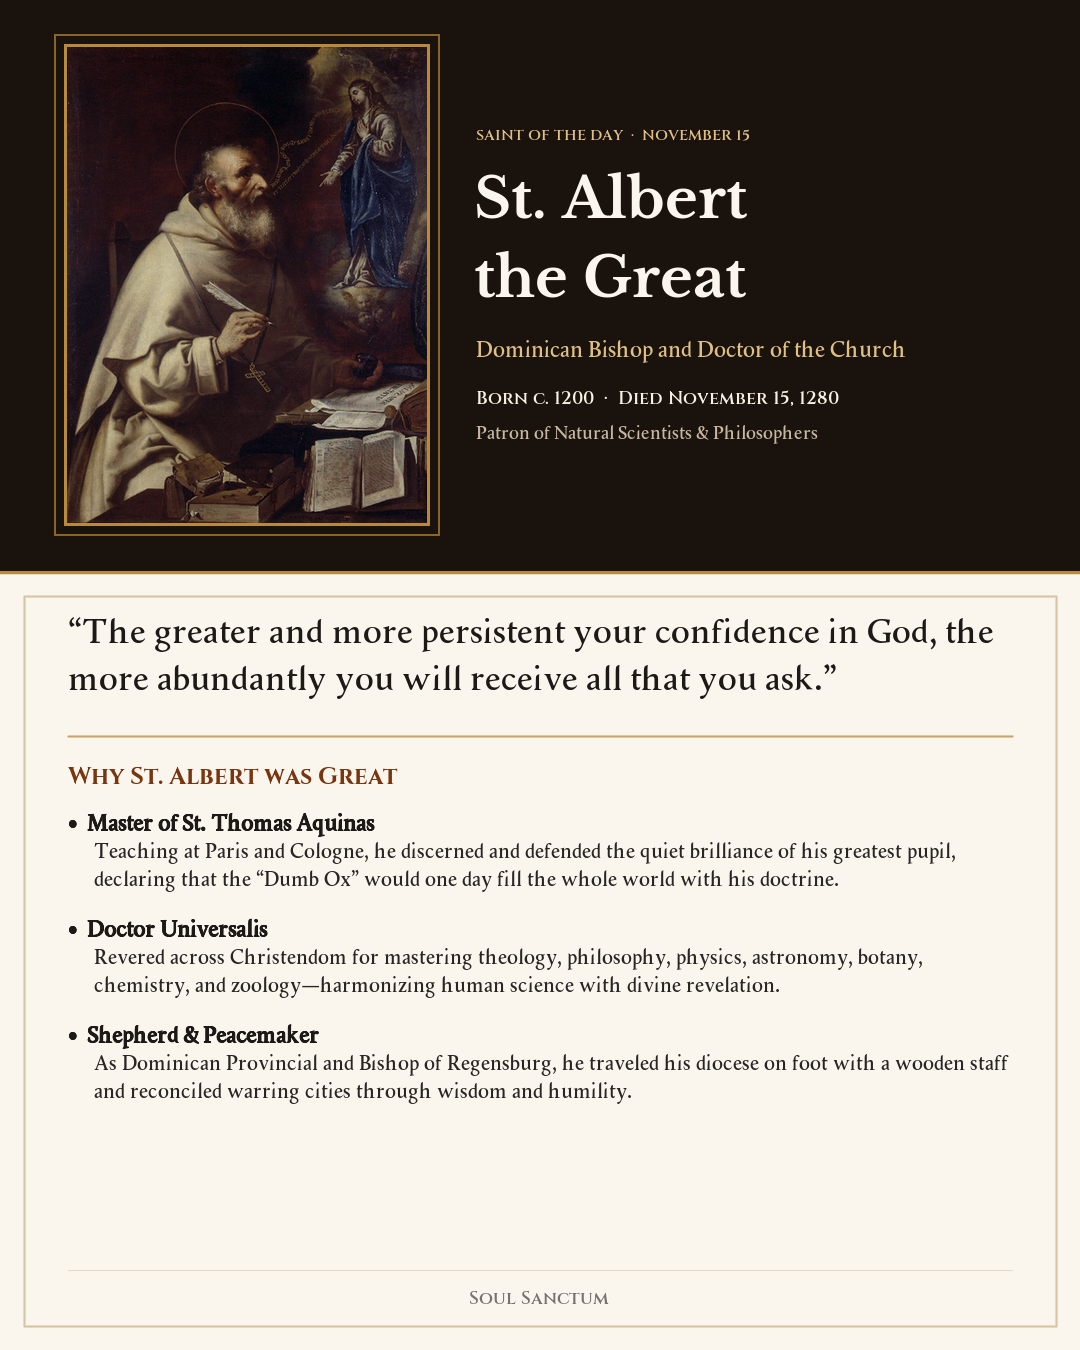 SAINT OF THE DAY · NOVEMBER 15
St. Albert
the Great
Dominican Bishop and Doctor of the Church
Born c. 1200 · Died November 15, 1280
Patron of Natural Scientists & Philosophers
“The greater and more persistent your confidence in God, the
more abundantly you will receive all that you ask.”
Why St. Albert was Great
• Master of St. Thomas Aquinas
Teaching at Paris and Cologne, he discerned and defended the quiet brilliance of his greatest pupil,
declaring that the “Dumb Ox” would one day fill the whole world with his doctrine.
• Doctor Universalis
Revered across Christendom for mastering theology, philosophy, physics, astronomy, botany,
chemistry, and zoology—harmonizing human science with divine revelation.
• Shepherd & Peacemaker
As Dominican Provincial and Bishop of Regensburg, he traveled his diocese on foot with a wooden staff
and reconciled warring cities through wisdom and humility.
Soul Sanctum